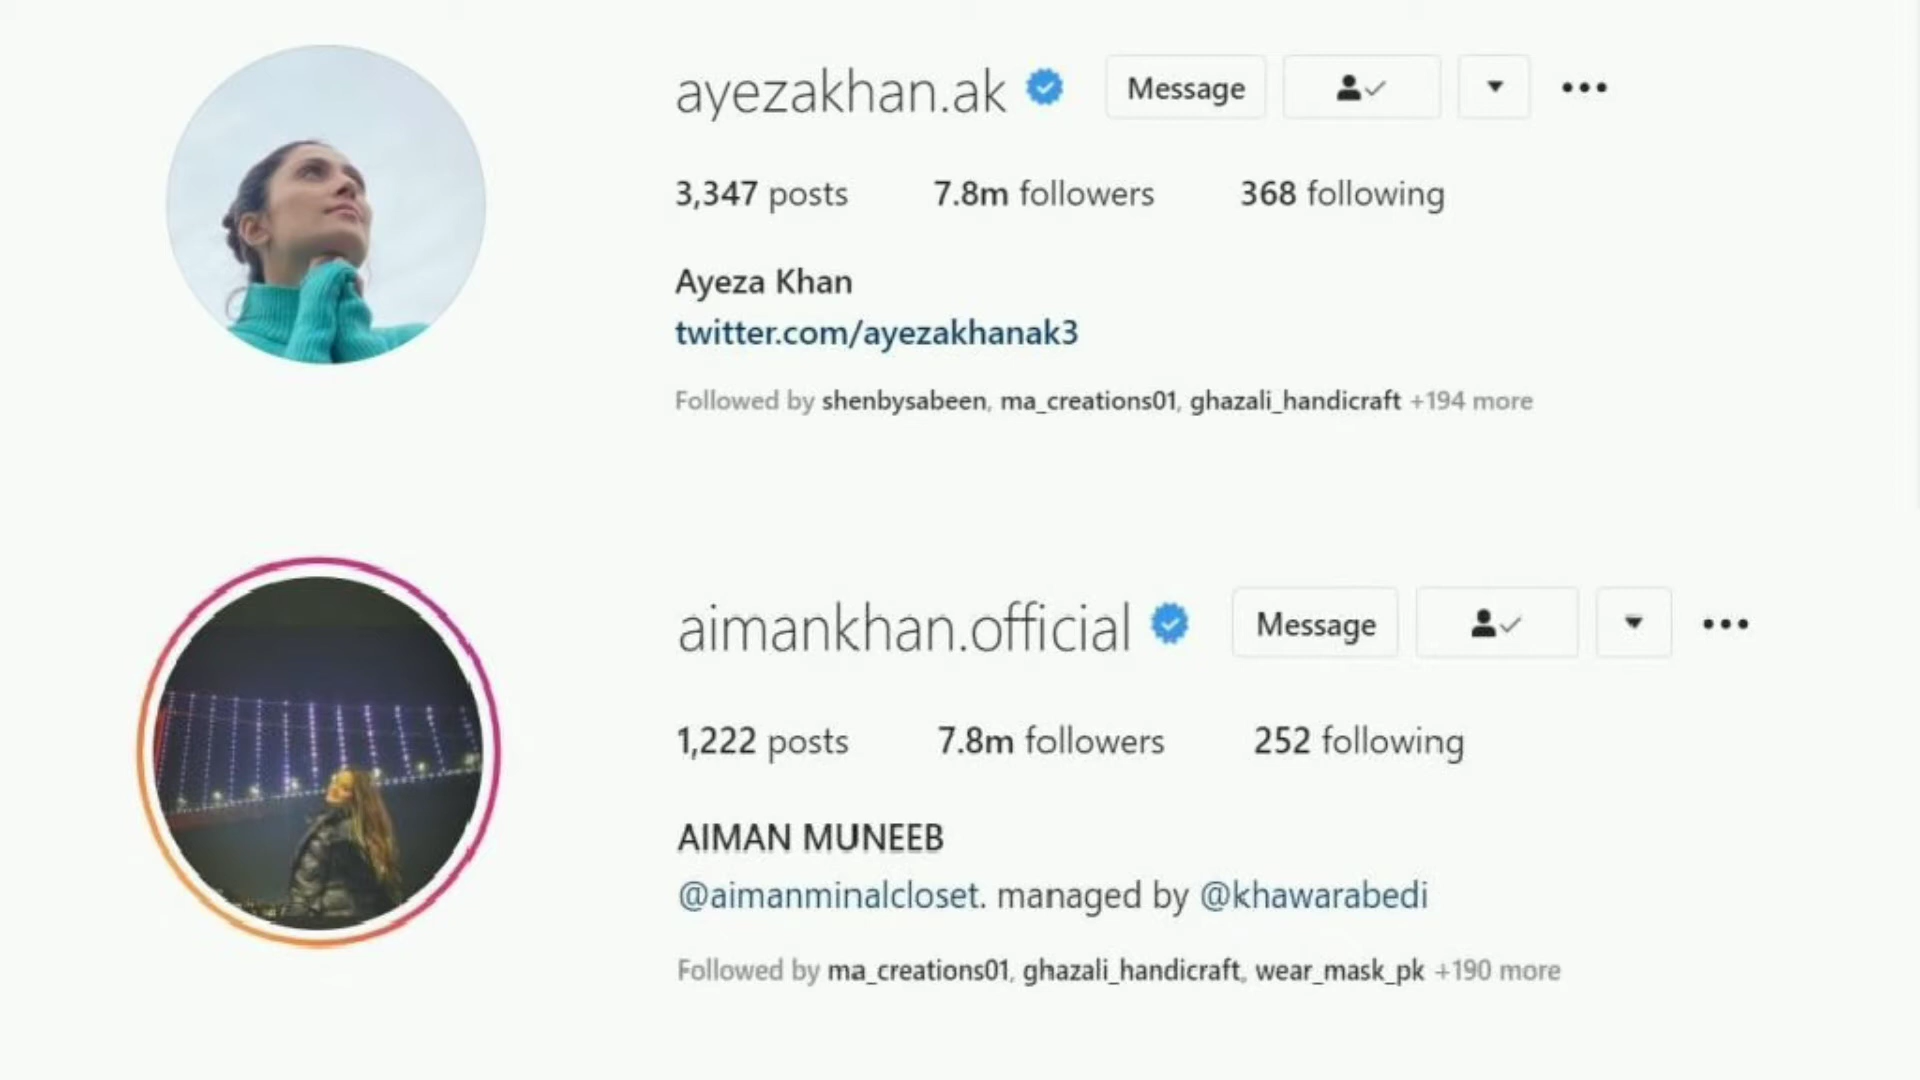 ayezakhan.ak Message
3,347 posts 7.8m followers 368 following
Ayeza Khan
twitter.com/ayezakhanak3
Followed by shenbysabeen, ma_creations01, ghazali_handicraft +194 more
aimankhan.official Message
1,222 posts 7.8m followers 252 following
AIMAN MUNEEB
@aimanminalcloset. managed by @khawarabedi
Followed by ma_creations01, ghazali_handicraft, wear_mask_pk +190 more